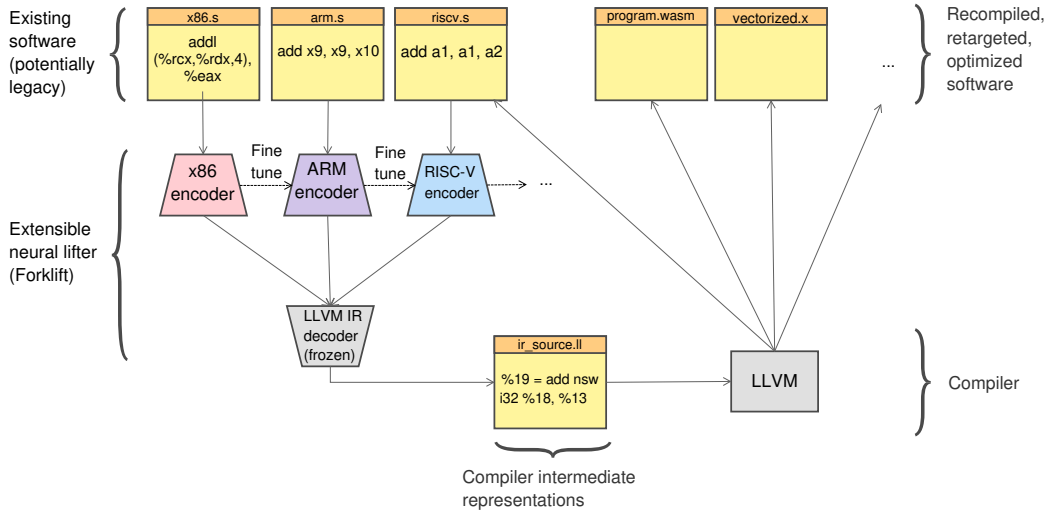 Existing
software
(potentially
legacy)
x86.s
addl
(%rcx,%rdx,4),
%eax
arm.s
add x9, x9, x10
riscv.s
add a1, a1, a2
program.wasm
vectorized.x
...
Recompiled,
retargeted,
optimized
software
Extensible
neural lifter
(Forklift)
x86
encoder
Fine
tune
ARM
encoder
Fine
tune
RISC-V
encoder
...
LLVM IR
decoder
(frozen)
ir_source.ll
%19 = add nsw
i32 %18, %13
LLVM
Compiler
Compiler intermediate
representations